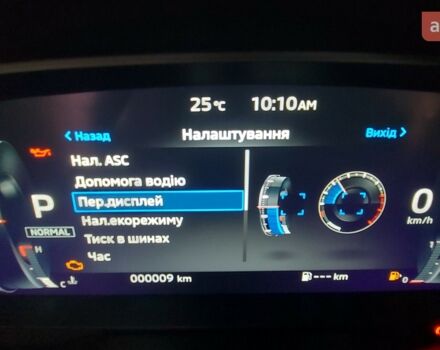 a
25°C 10:10AM
Назад Налаштування Вихід
Нал. ASC
Допомога водію
Пер.дисплей
Нал.екорежиму
Тиск в шинах
Час
P
NORMAL
0
km/h
H
C
000009 km
--- km
0